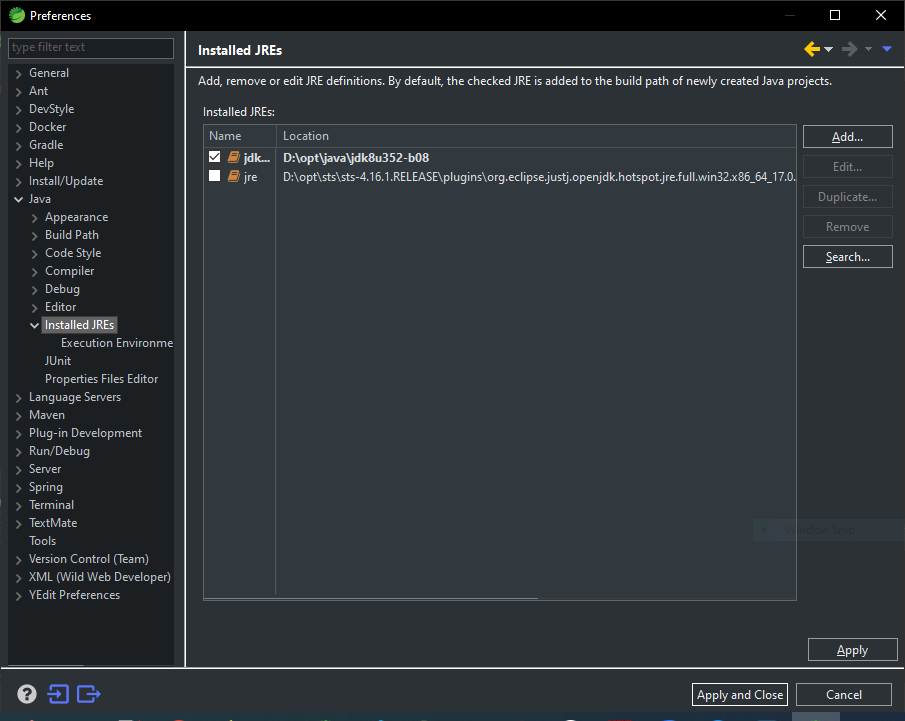 Preferences
type filter text
Installed JREs
General
Ant
DevStyle
Docker
Gradle
Help
Install/Update
Java
Appearance
Build Path
Code Style
Compiler
Debug
Editor
Installed JREs
Execution Environme
JUnit
Properties Files Editor
Language Servers
Maven
Plug-in Development
Run/Debug
Server
Spring
Terminal
TextMate
Tools
Version Control (Team)
XML (Wild Web Developer)
YEdit Preferences
Add, remove or edit JRE definitions. By default, the checked JRE is added to the build path of newly created Java projects.
Installed JREs:
Name Location
jdk... D:\opt\java\jdk8u352-b08
jre D:\opt\sts\sts-4.16.1.RELEASE\plugins\org.eclipse.justj.openjdk.hotspot.jre.full.win32.x86_64_17.0.
Add...
Edit...
Duplicate...
Remove
Search...
Window Snip
Apply
Apply and Close
Cancel